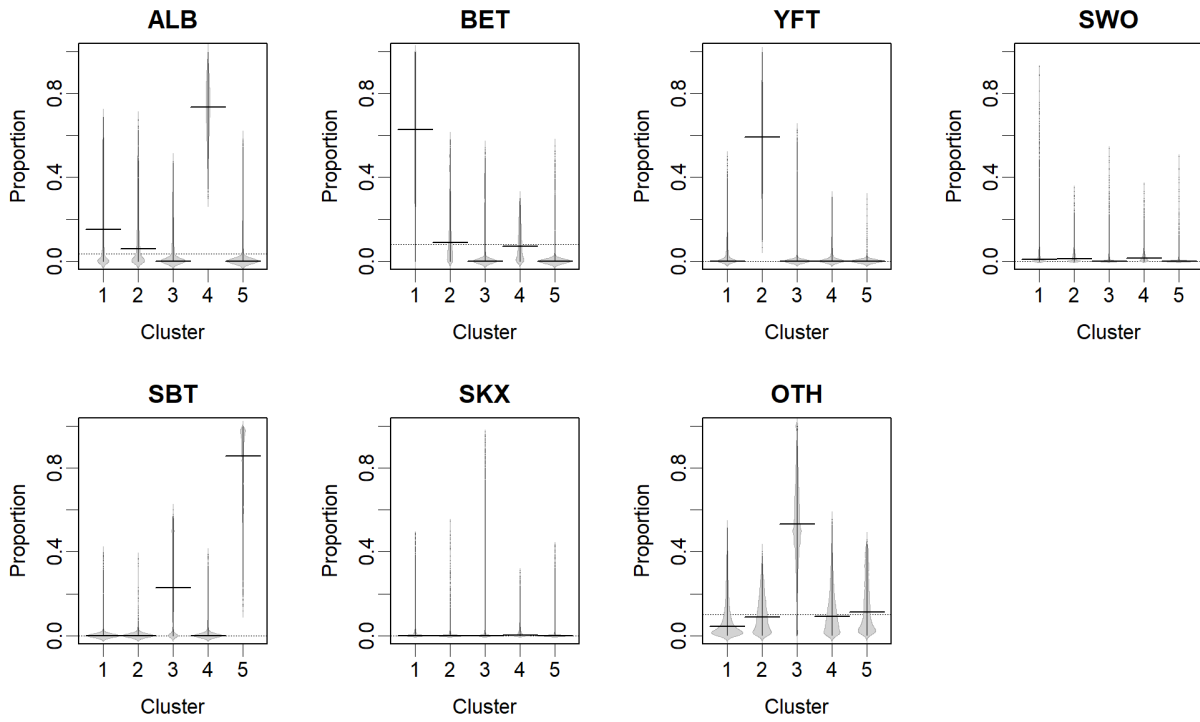 ALB BET YFT SWO
Proportion Proportion Proportion Proportion
0.8 0.8 0.8 0.8
0.4 0.4 0.4 0.4
0.0 0.0 0.0 0.0
1 2 3 4 5 1 2 3 4 5 1 2 3 4 5 1 2 3 4 5
Cluster Cluster Cluster Cluster
SBT SKX OTH
Proportion Proportion Proportion
0.8 0.8 0.8
0.4 0.4 0.4
0.0 0.0 0.0
1 2 3 4 5 1 2 3 4 5 1 2 3 4 5
Cluster Cluster Cluster